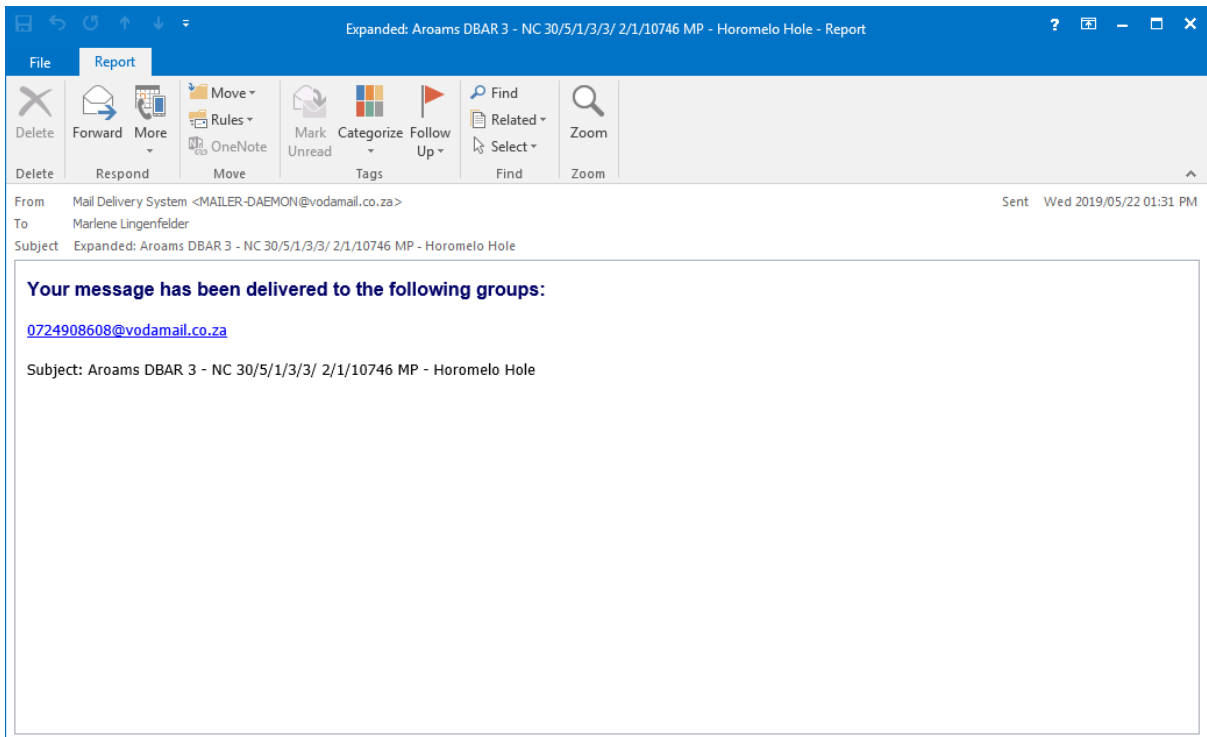 Expanded: Aroams DBAR 3 - NC 30/5/1/3/3/ 2/1/10746 MP - Horomelo Hole - Report
?
File
Report
Delete
Forward
More
Move
Rules
OneNote
Mark Unread
Categorize
Follow Up
Find
Related
Select
Zoom
Delete
Respond
Move
Tags
Find
Zoom
From Mail Delivery System <MAILER-DAEMON@vodamail.co.za>
Sent Wed 2019/05/22 01:31 PM
To Marlene Lingenfelder
Subject Expanded: Aroams DBAR 3 - NC 30/5/1/3/3/ 2/1/10746 MP - Horomelo Hole
Your message has been delivered to the following groups:
0724908608@vodamail.co.za
Subject: Aroams DBAR 3 - NC 30/5/1/3/3/ 2/1/10746 MP - Horomelo Hole